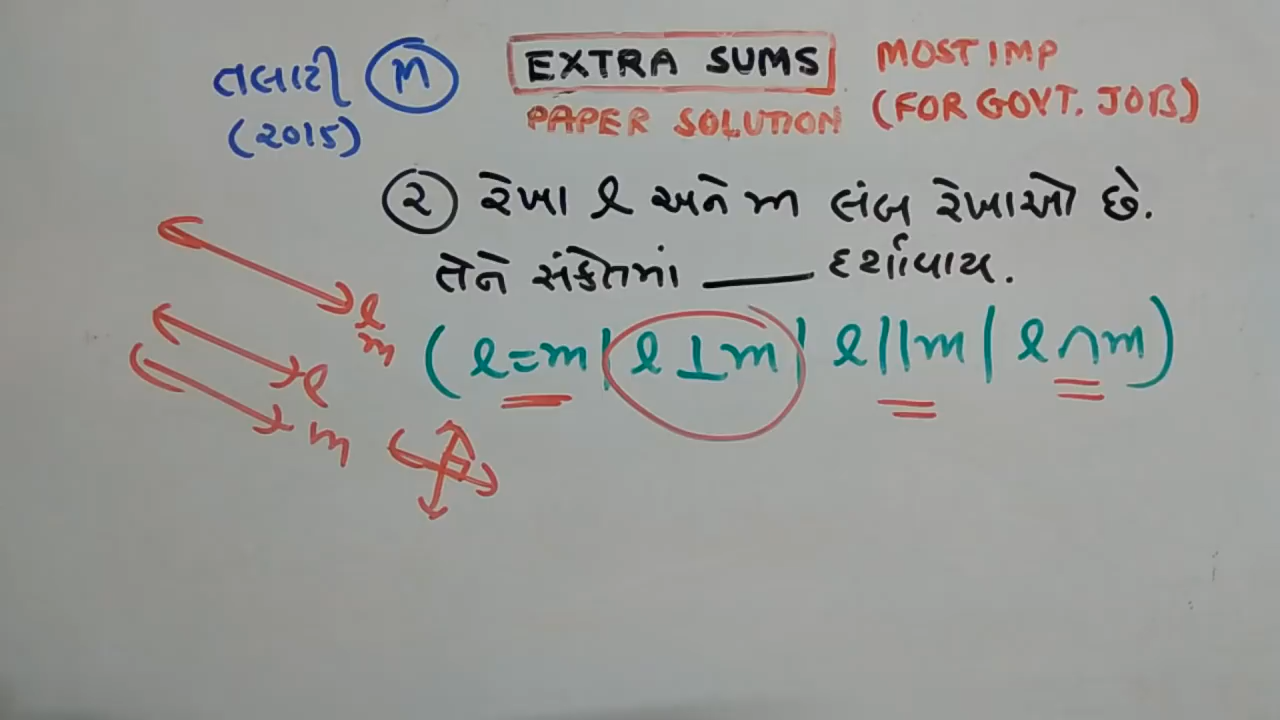 તલાટી M
(2015)
EXTRA SUMS
PAPER SOLUTION
MOST IMP
(FOR GOVT. JOB)
૨ રેખા l અને m લંબ રેખાઓ છે.
તેને સંકેતમાં ____ દર્શાવાય.
(l=m | l⊥m | l||m | l∩m)
l
m
l
m